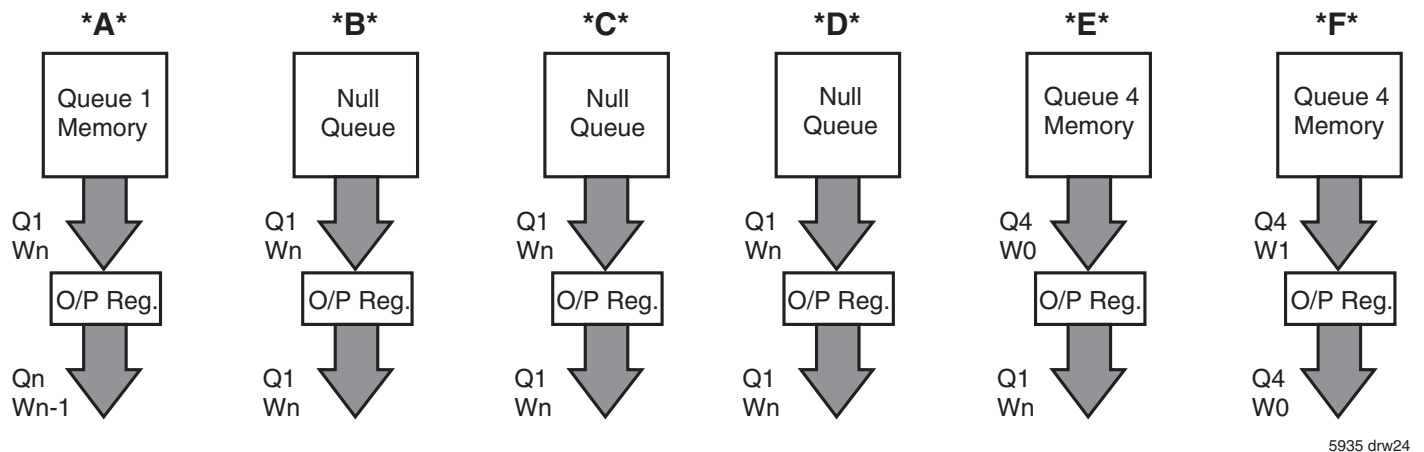 *A*
*B*
*C*
*D*
*E*
*F*
Queue 1
Memory
Null
Queue
Null
Queue
Null
Queue
Queue 4
Memory
Queue 4
Memory
Q1
Wn
Q1
Wn
Q1
Wn
Q1
Wn
Q4
W0
Q4
W1
O/P Reg.
O/P Reg.
O/P Reg.
O/P Reg.
O/P Reg.
O/P Reg.
Qn
Wn-1
Q1
Wn
Q1
Wn
Q1
Wn
Q1
Wn
Q4
W0
5935 drw24